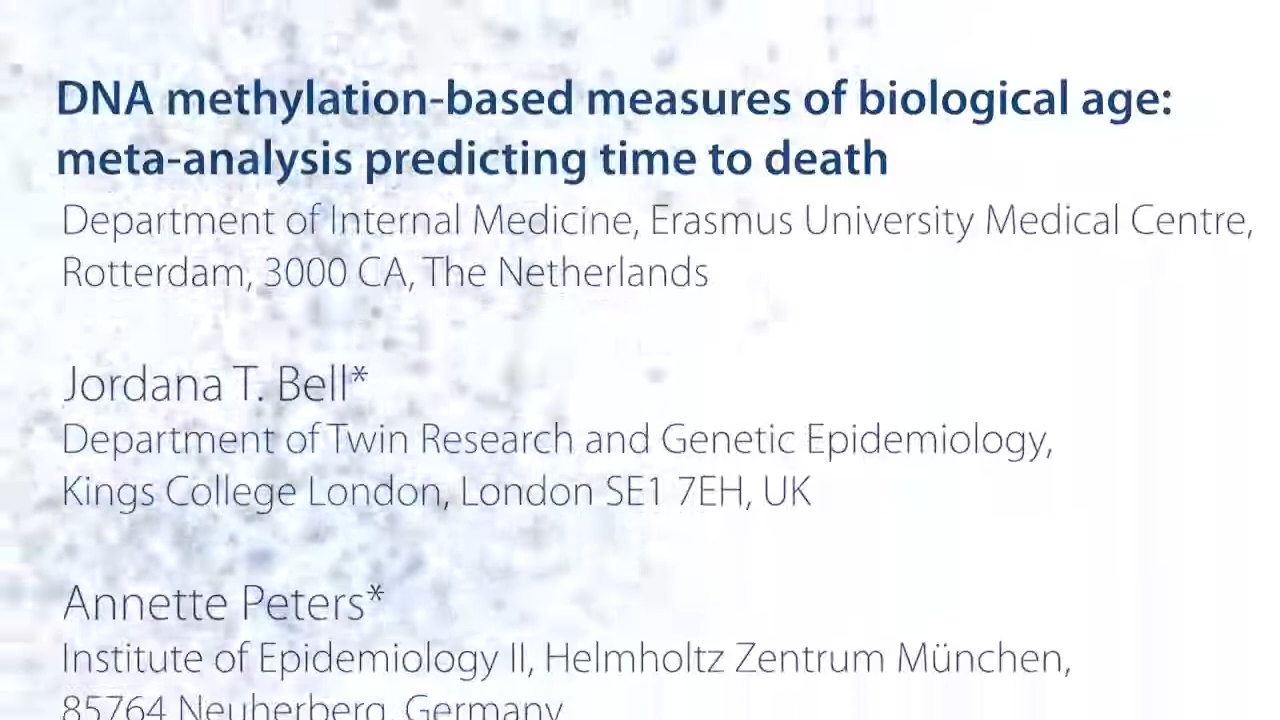 DNA methylation-based measures of biological age:
meta-analysis predicting time to death
Department of Internal Medicine, Erasmus University Medical Centre,
Rotterdam, 3000 CA, The Netherlands
Jordana T. Bell*
Department of Twin Research and Genetic Epidemiology,
Kings College London, London SE1 7EH, UK
Annette Peters*
Institute of Epidemiology II, Helmholtz Zentrum München,
85764 Neuherberg, Germany